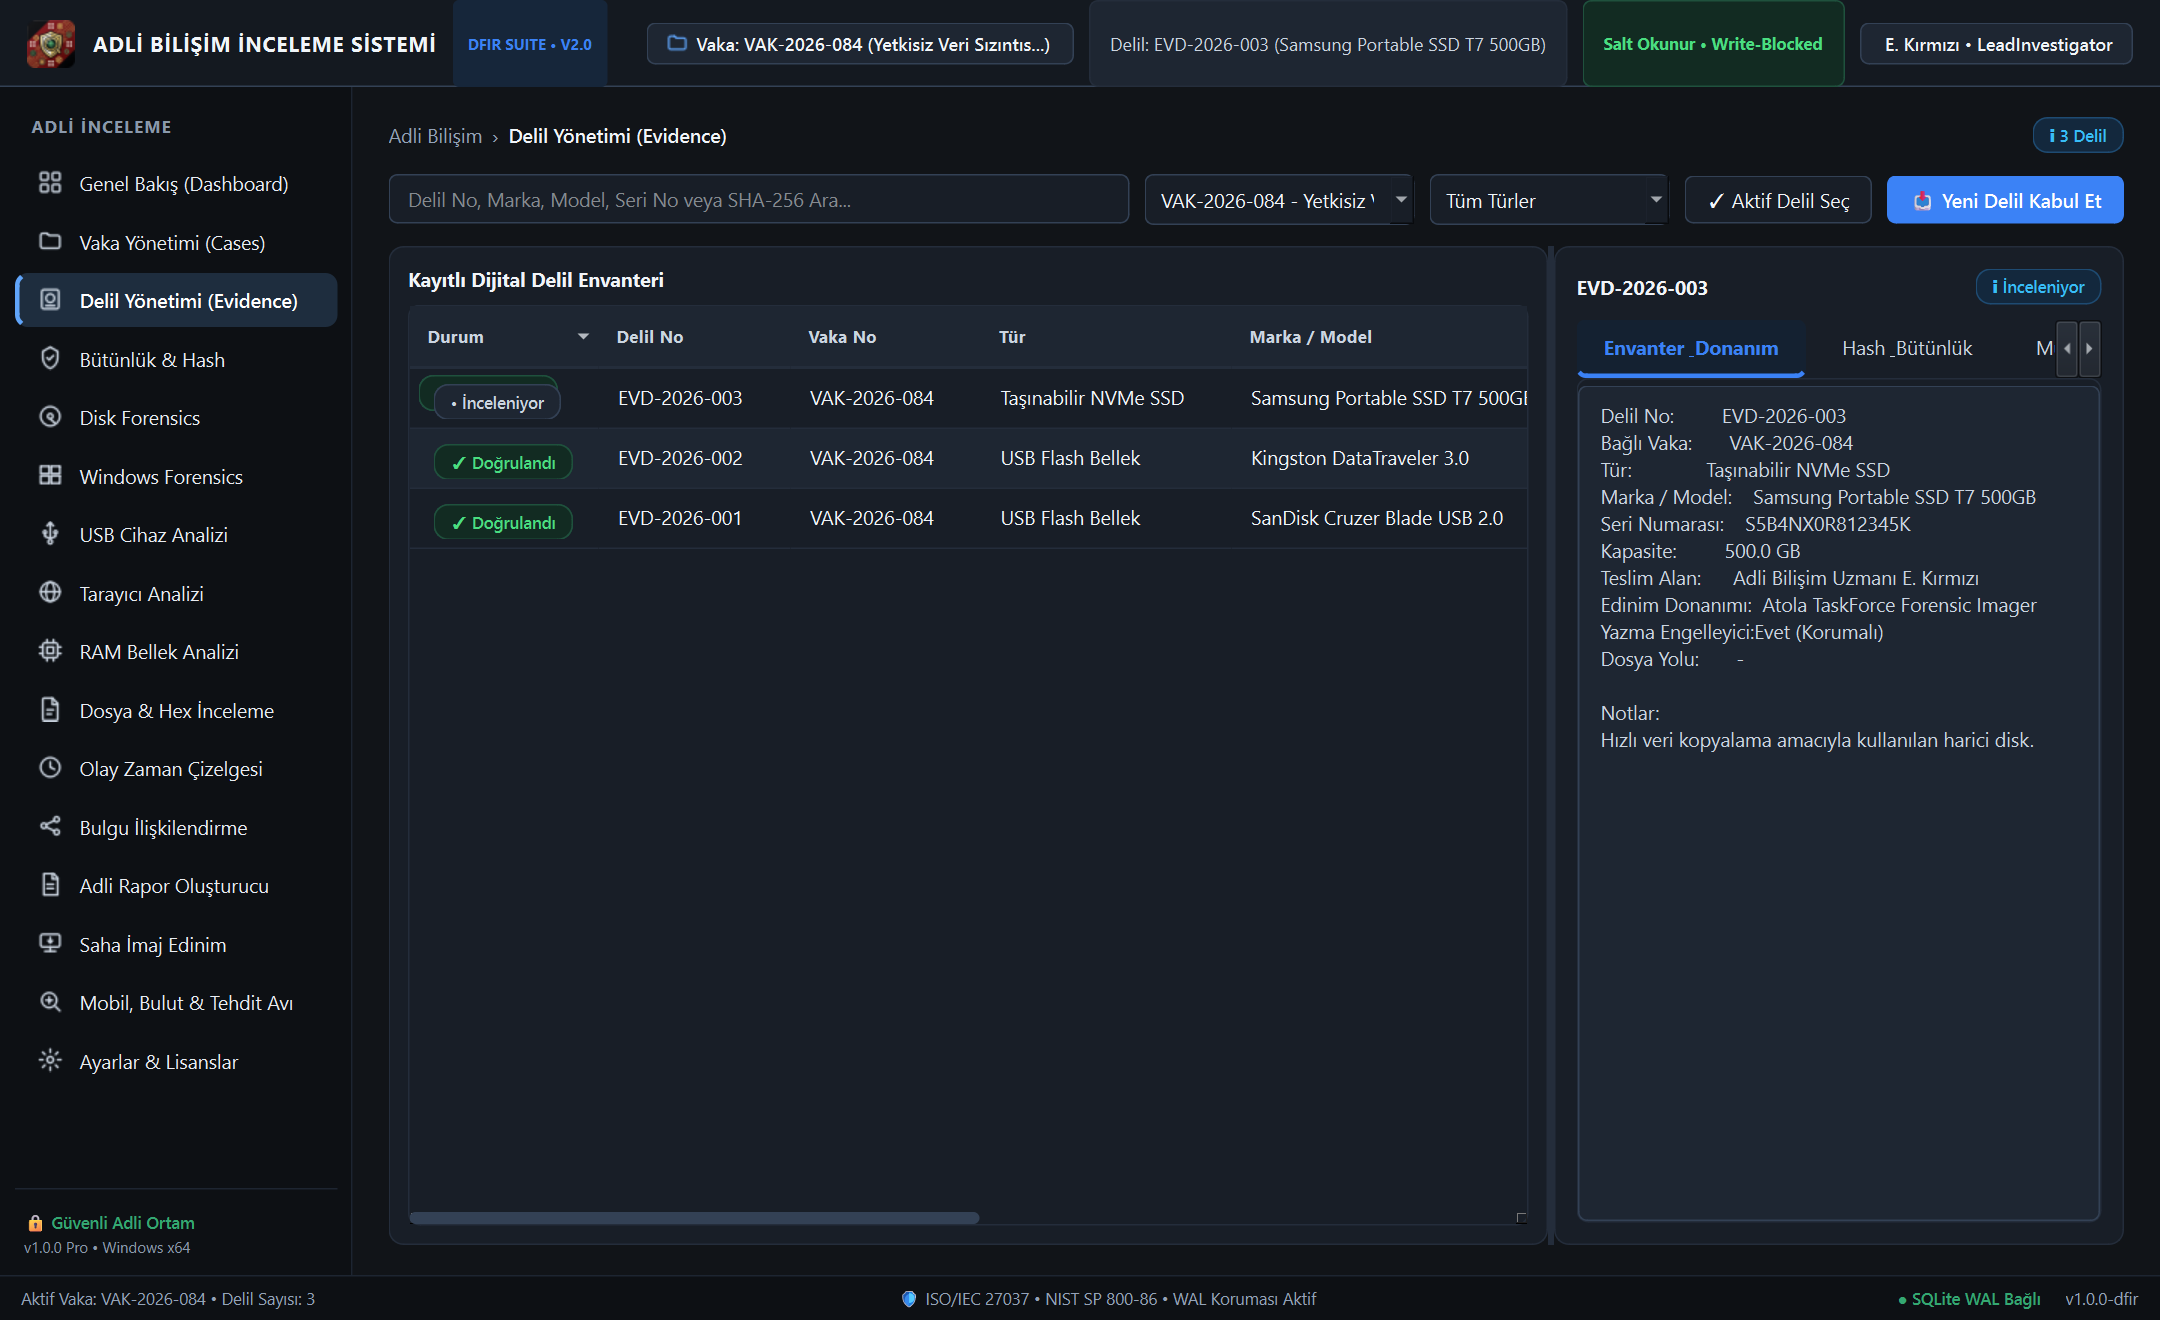 ADLİ BİLİŞİM İNCELEME SİSTEMİ
DFIR SUITE • V2.0
Vaka: VAK-2026-084 (Yetkisiz Veri Sızıntıs...)
Delil: EVD-2026-003 (Samsung Portable SSD T7 500GB)
Salt Okunur • Write-Blocked
E. Kırmızı • LeadInvestigator
ADLİ İNCELEME
Genel Bakış (Dashboard)
Vaka Yönetimi (Cases)
Delil Yönetimi (Evidence)
Bütünlük & Hash
Disk Forensics
Windows Forensics
USB Cihaz Analizi
Tarayıcı Analizi
RAM Bellek Analizi
Dosya & Hex İnceleme
Olay Zaman Çizelgesi
Bulgu İlişkilendirme
Adli Rapor Oluşturucu
Saha İmaj Edinim
Mobil, Bulut & Tehdit Avı
Ayarlar & Lisanslar
Güvenli Adli Ortam
v1.0.0 Pro • Windows x64
Adli Bilişim › Delil Yönetimi (Evidence)
i 3 Delil
Delil No, Marka, Model, Seri No veya SHA-256 Ara...
VAK-2026-084 - Yetkisiz
Tüm Türler
✓ Aktif Delil Seç
Yeni Delil Kabul Et
Kayıtlı Dijital Delil Envanteri
Durum Delil No Vaka No Tür Marka / Model
• İnceleniyor EVD-2026-003 VAK-2026-084 Taşınabilir NVMe SSD Samsung Portable SSD T7 500GB
✓ Doğrulandı EVD-2026-002 VAK-2026-084 USB Flash Bellek Kingston DataTraveler 3.0
✓ Doğrulandı EVD-2026-001 VAK-2026-084 USB Flash Bellek SanDisk Cruzer Blade USB 2.0
EVD-2026-003
i İnceleniyor
Envanter _Donanım
Hash _Bütünlük
M
Delil No: EVD-2026-003
Bağlı Vaka: VAK-2026-084
Tür: Taşınabilir NVMe SSD
Marka / Model: Samsung Portable SSD T7 500GB
Seri Numarası: S5B4NX0R812345K
Kapasite: 500.0 GB
Teslim Alan: Adli Bilişim Uzmanı E. Kırmızı
Edinim Donanımı: Atola TaskForce Forensic Imager
Yazma Engelleyici:Evet (Korumalı)
Dosya Yolu: -
Notlar:
Hızlı veri kopyalama amacıyla kullanılan harici disk.
Aktif Vaka: VAK-2026-084 • Delil Sayısı: 3
ISO/IEC 27037 • NIST SP 800-86 • WAL Koruması Aktif
● SQLite WAL Bağlı
v1.0.0-dfir